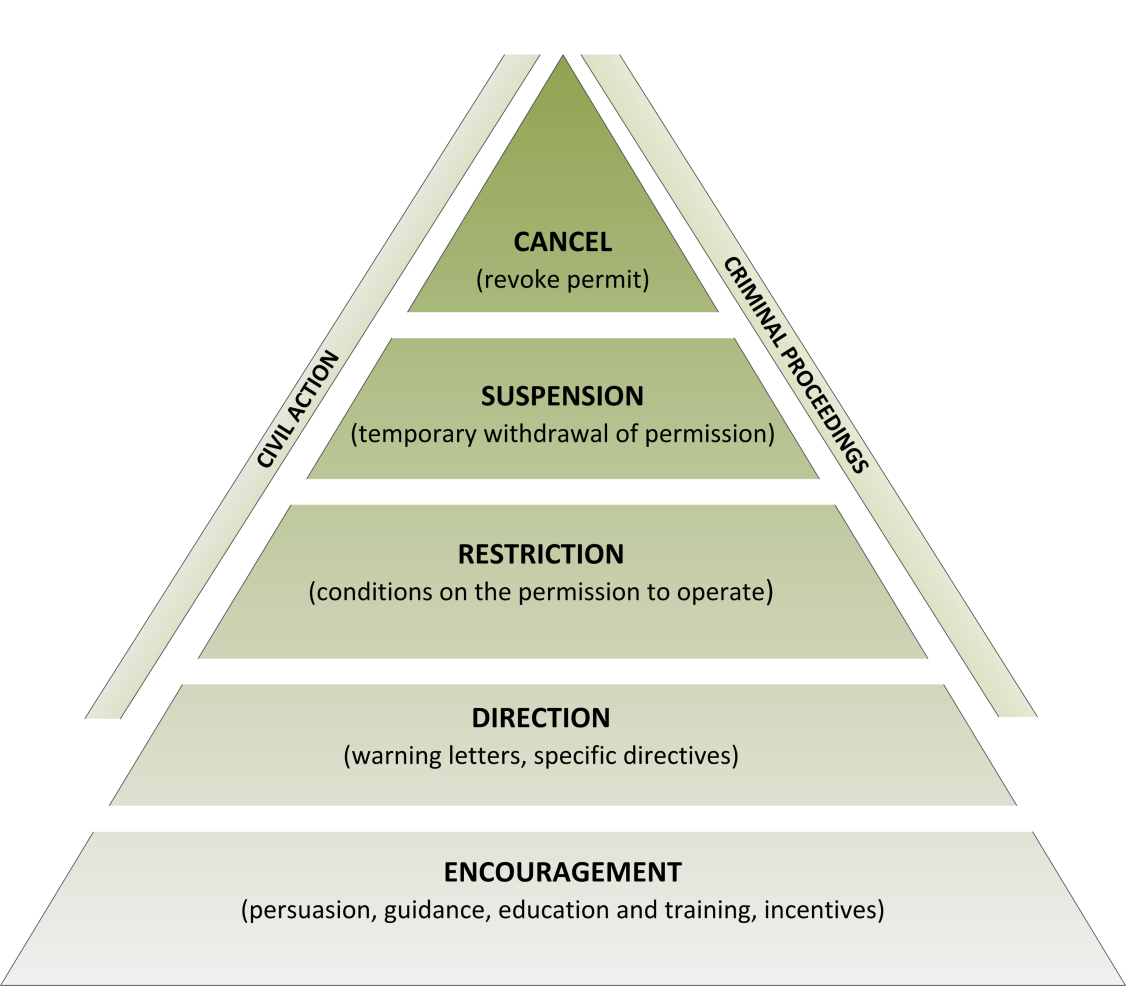 CANCEL
(revoke permit)
CIVIL ACTION
CRIMINAL PROCEEDINGS
SUSPENSION
(temporary withdrawal of permission)
RESTRICTION
(conditions on the permission to operate)
DIRECTION
(warning letters, specific directives)
ENCOURAGEMENT
(persuasion, guidance, education and training, incentives)